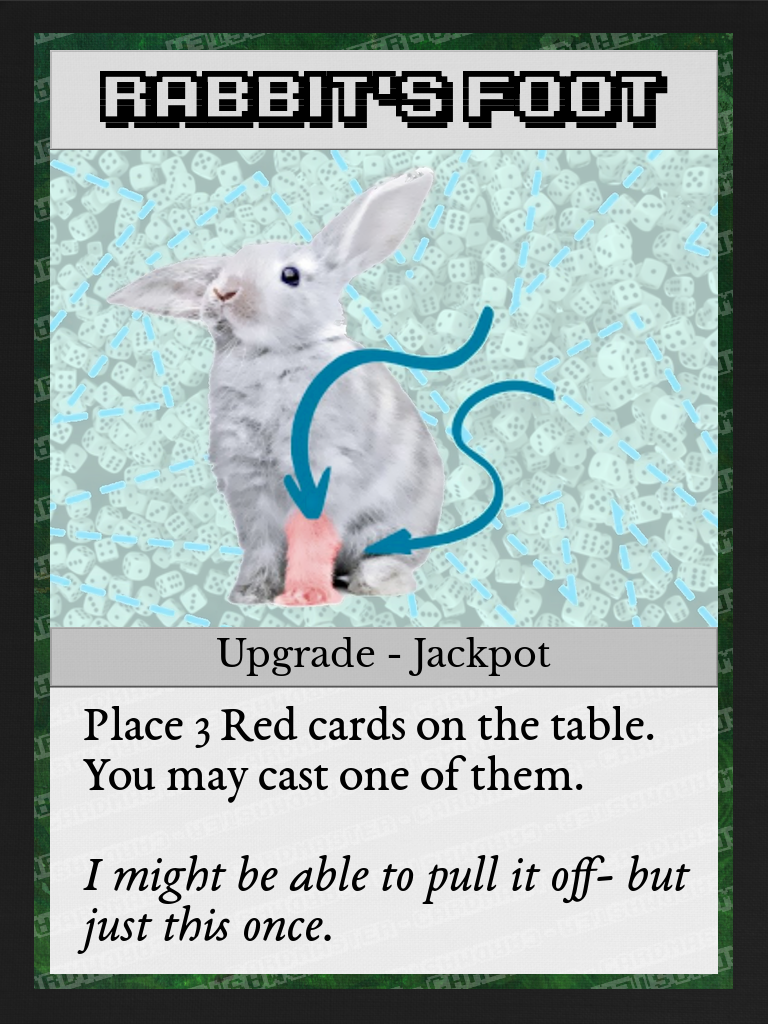 RABBIT'S FOOT
Upgrade - Jackpot
Place 3 Red cards on the table.
You may cast one of them.
I might be able to pull it off- but
just this once.